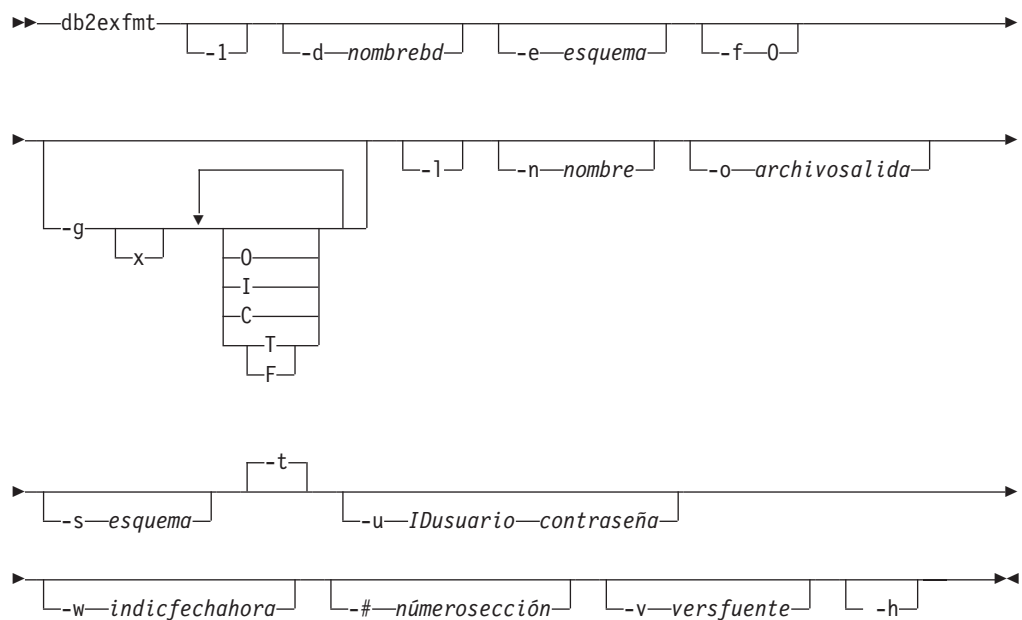 db2exfmt -1 -d nombrebd -e esquema -f O
-g x O I C T F -l -n nombre -o archivosalida
-s esquema -t -u IDusuario contraseña
-w indicfechahora -# númerosección -v versfuente -h